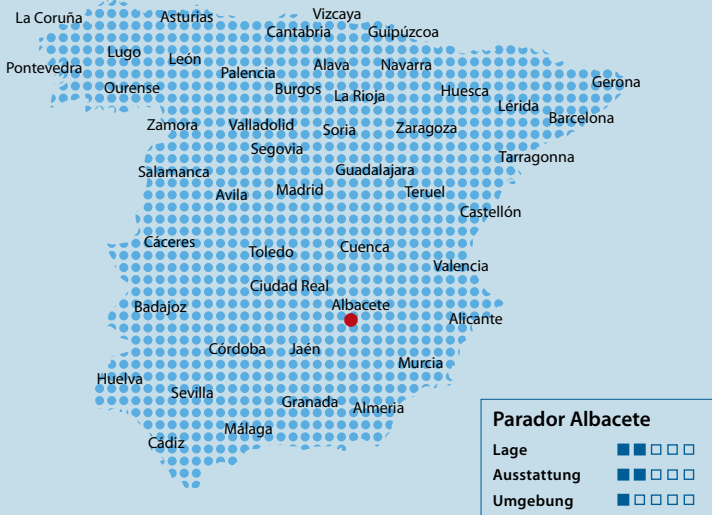 La Coruña
Asturias
Vizcaya
Cantabria
Guipúzcoa
Lugo
León
Pontevedra
Palencia
Alava
Navarra
Ourense
Burgos
La Rioja
Huesca
Gerona
Lérida
Barcelona
Zamora
Valladolid
Soria
Zaragoza
Segovia
Tarragonna
Salamanca
Guadalajara
Avila
Madrid
Teruel
Castellón
Cáceres
Toledo
Cuenca
Valencia
Ciudad Real
Badajoz
Albacete
Alicante
Córdoba
Jaén
Murcia
Huelva
Sevilla
Granada
Almeria
Málaga
Cádiz
Parador Albacete
Lage
Ausstattung
Umgebung